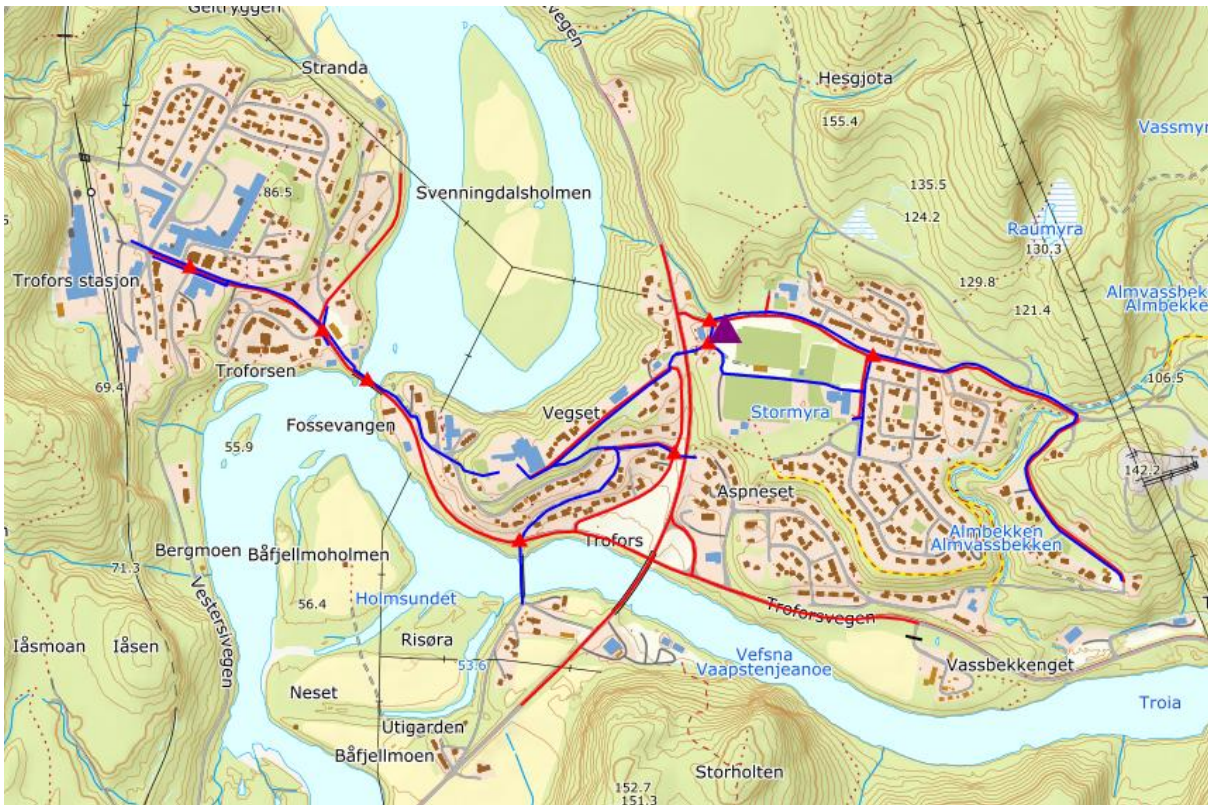 Geitryggen
svegen
Stranda
Hesgjota
155.4
Vassmyr
Svenningdalsholmen
86.5
135.5
124.2
Raumyra
130.3
Trofors stasjon
129.8
121.4
Almvassbekk
Almbekken
69.4
Troforsen
106.5
Fossevangen
Vegset
Stormyra
55.9
142.2
Aspneset
Trofors
Almbekken
Almvassbekken
Bergmoen
Båfjellmoholmen
71.3
Holmsundet
56.4
Troforsvegen
Vestersivegen
Iåsmoan
Iåsen
Risøra
53.6
Vefsna
Vaapstenjeanoe
Vassbekkenget
Neset
Utigarden
Troia
Båfjellmoen
Storholten
152.7
151.3